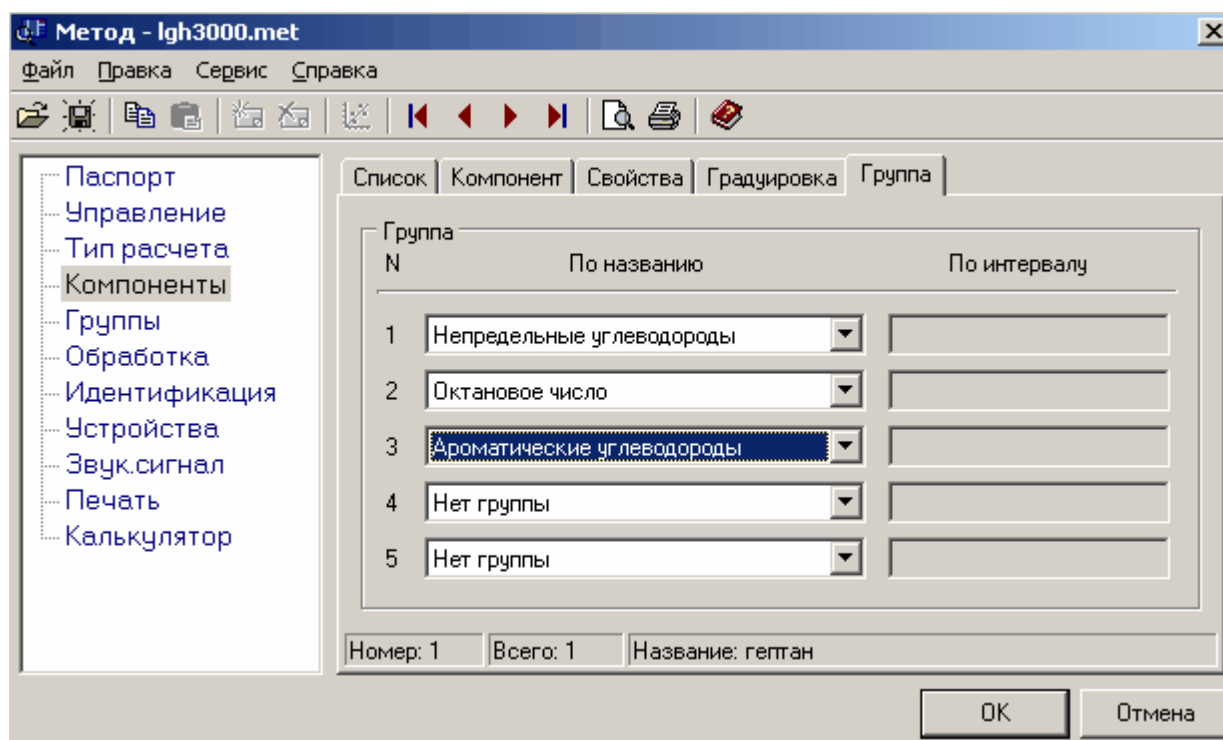 Метод - lgh3000.met
Файл Правка Сервис Справка
Паспорт
Управление
Тип расчета
Компоненты
Группы
Обработка
Идентификация
Устройства
Звук.сигнал
Печать
Калькулятор
Список Компонент Свойства Градуировка Группа
Группа
N По названию По интервалу
1 Непредельные углеводороды
2 Октановое число
3 Ароматические углеводороды
4 Нет группы
5 Нет группы
Номер: 1 Всего: 1 Название: гептан
OK Отмена